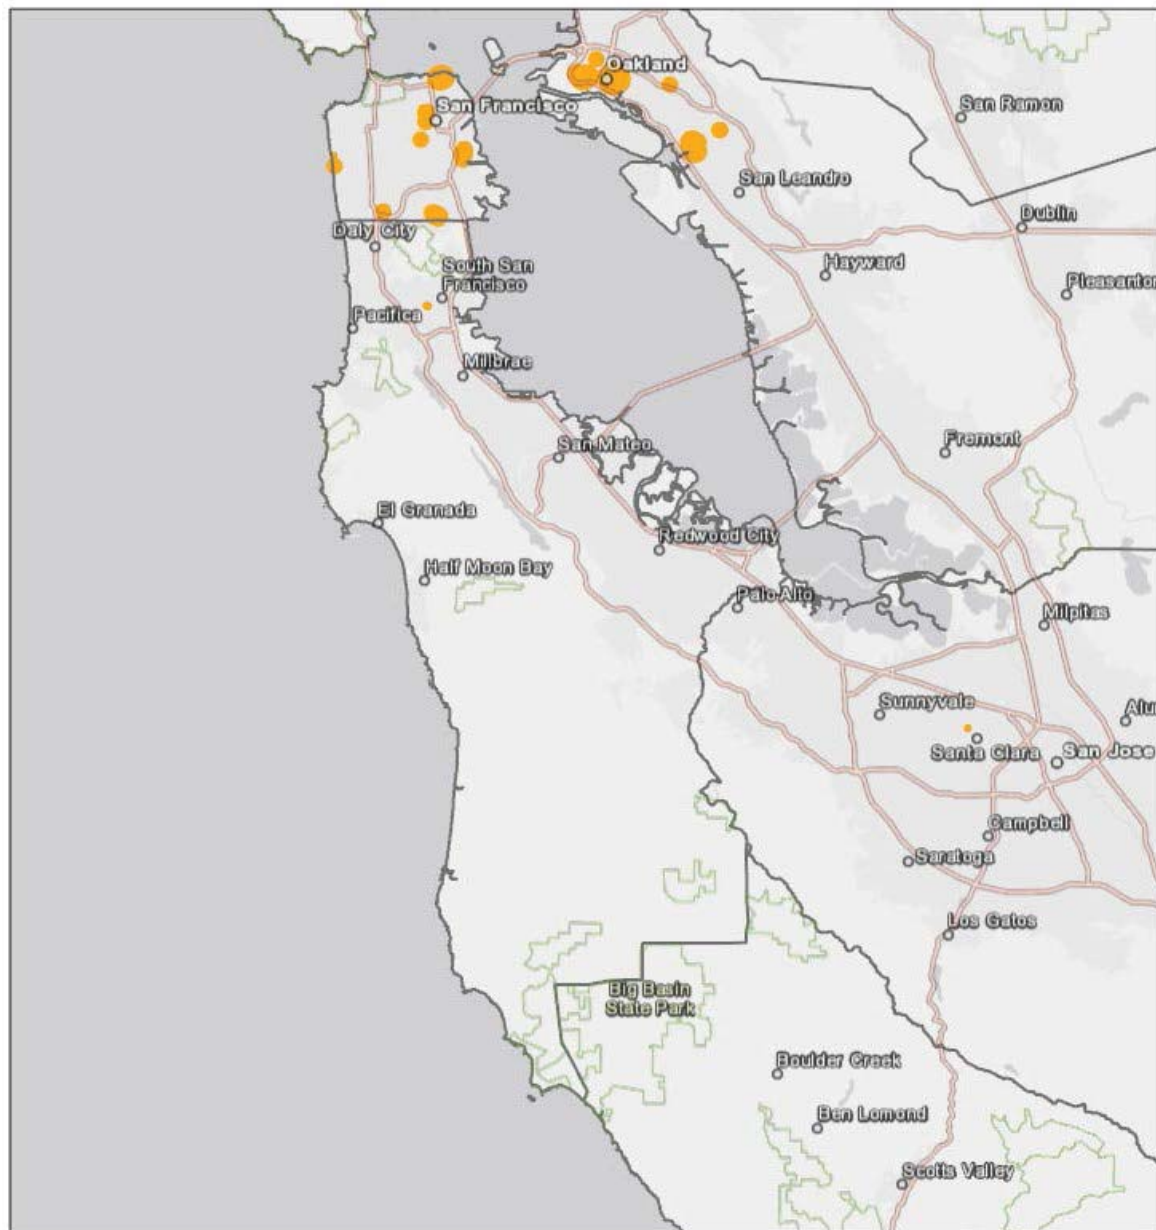 Oakland
San Francisco
San Ramon
San Leandro
Dublin
Daly City
Hayward
South San
Francisco
Pleasanton
Pacifica
Millbrae
San Mateo
Fremont
El Granada
Redwood City
Half Moon Bay
Palo Alto
Milpitas
Sunnyvale
Alu
Santa Clara
San Jose
Campbell
Saratoga
Los Gatos
Big Basin
State Park
Boulder Creek
Ben Lomond
Scotts Valley